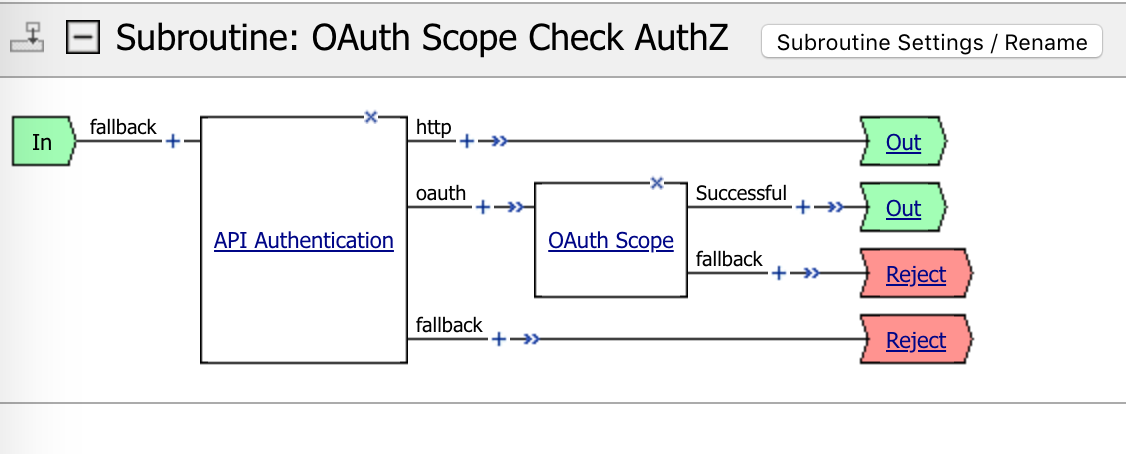 Subroutine: OAuth Scope Check AuthZ
Subroutine Settings / Rename
In
fallback
API Authentication
http
Out
oauth
OAuth Scope
Successful
Out
fallback
Reject
fallback
Reject